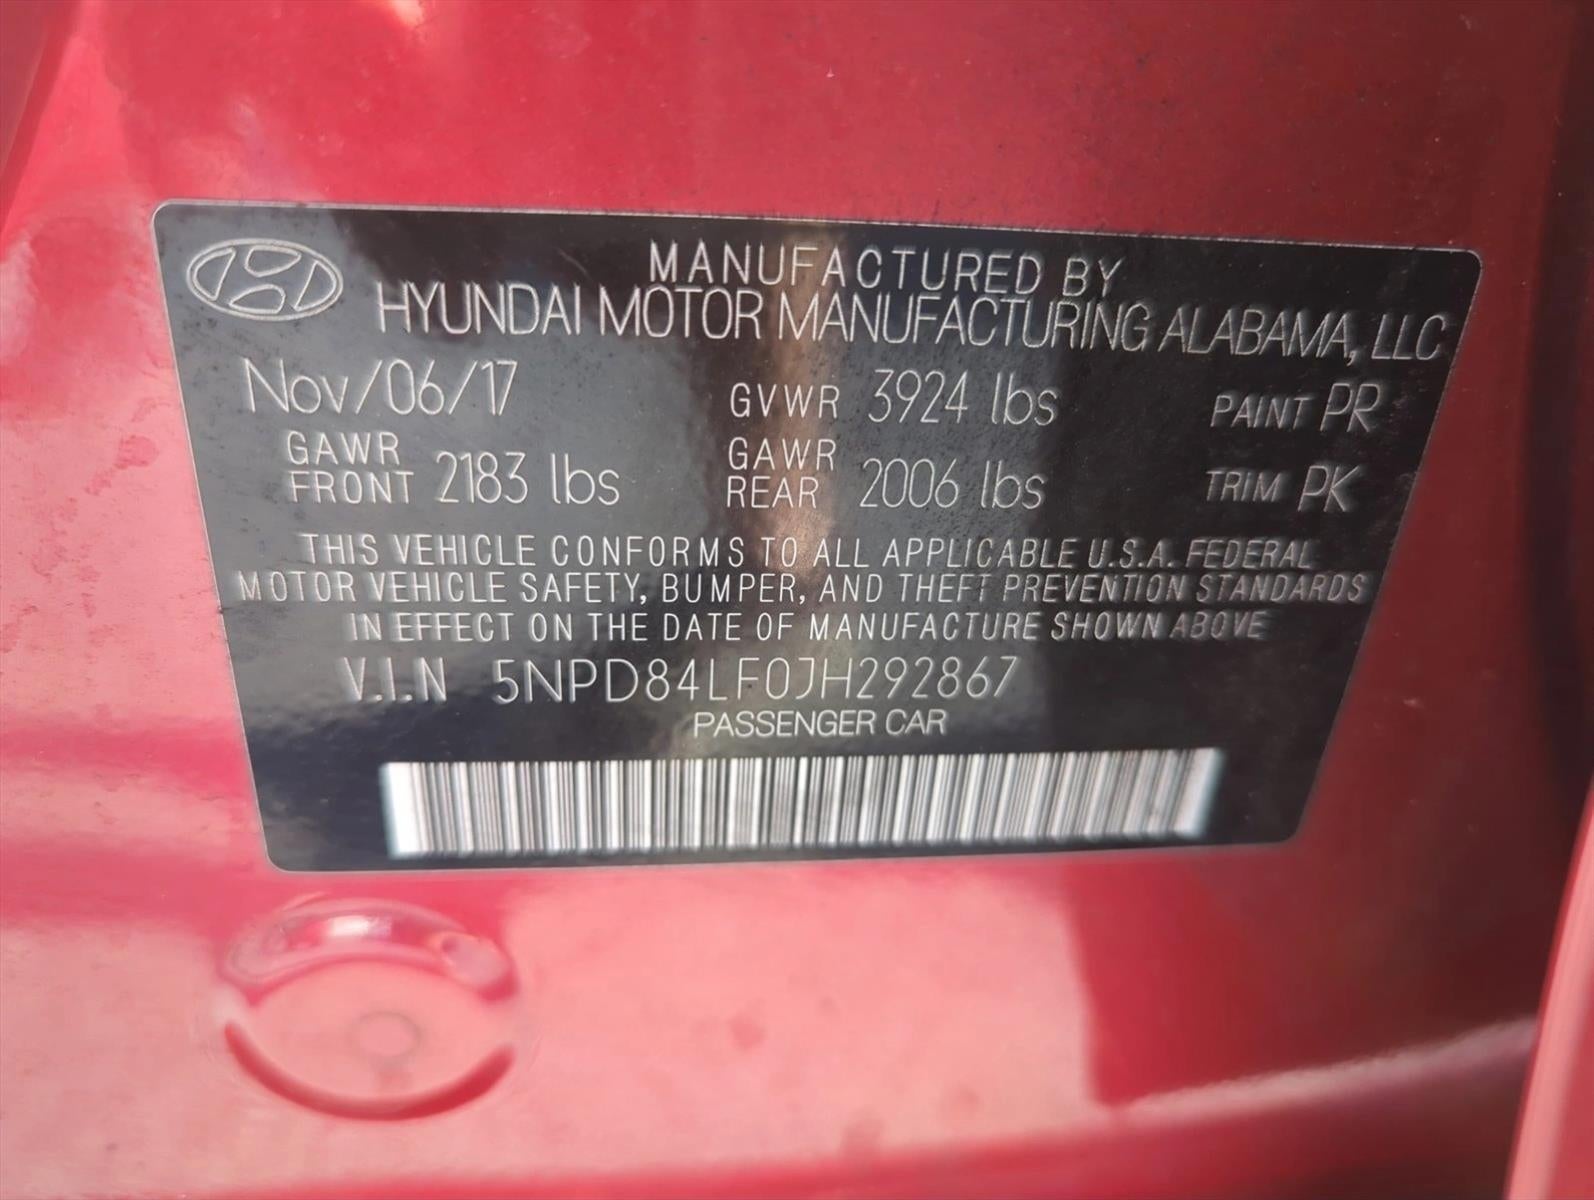 MANUFACTURED BY
HYUNDAI MOTOR MANUFACTURING ALABAMA, LLC
Nov/06/17 GVWR 3924 lbs PAINT PR
GAWR FRONT 2183 lbs GAWR REAR 2006 lbs TRIM PK
THIS VEHICLE CONFORMS TO ALL APPLICABLE U.S.A. FEDERAL
MOTOR VEHICLE SAFETY, BUMPER, AND THEFT PREVENTION STANDARDS
IN EFFECT ON THE DATE OF MANUFACTURE SHOWN ABOVE
V.I.N 5NPD84LF0JH292867
PASSENGER CAR